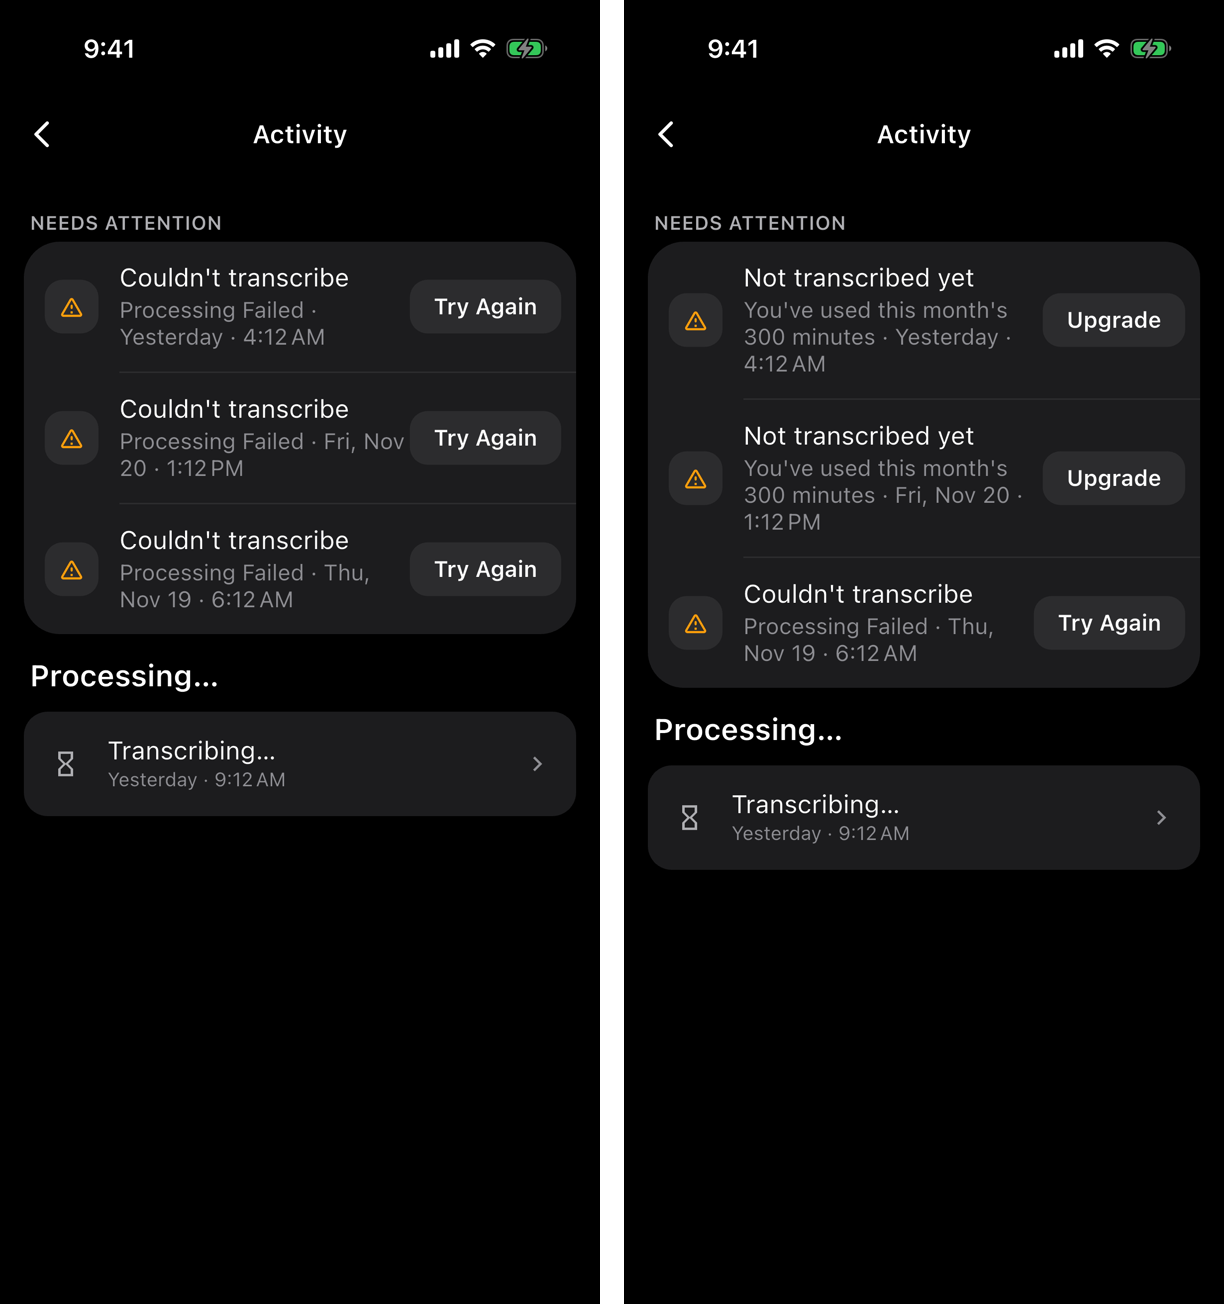 9:41
Activity
NEEDS ATTENTION
Couldn't transcribe
Processing Failed ·
Yesterday · 4:12 AM
Try Again
Couldn't transcribe
Processing Failed · Fri, Nov
20 · 1:12 PM
Try Again
Couldn't transcribe
Processing Failed · Thu,
Nov 19 · 6:12 AM
Try Again
Processing...
Transcribing...
Yesterday · 9:12 AM
9:41
Activity
NEEDS ATTENTION
Not transcribed yet
You've used this month's
300 minutes · Yesterday ·
4:12 AM
Upgrade
Not transcribed yet
You've used this month's
300 minutes · Fri, Nov 20 ·
1:12 PM
Upgrade
Couldn't transcribe
Processing Failed · Thu,
Nov 19 · 6:12 AM
Try Again
Processing...
Transcribing...
Yesterday · 9:12 AM